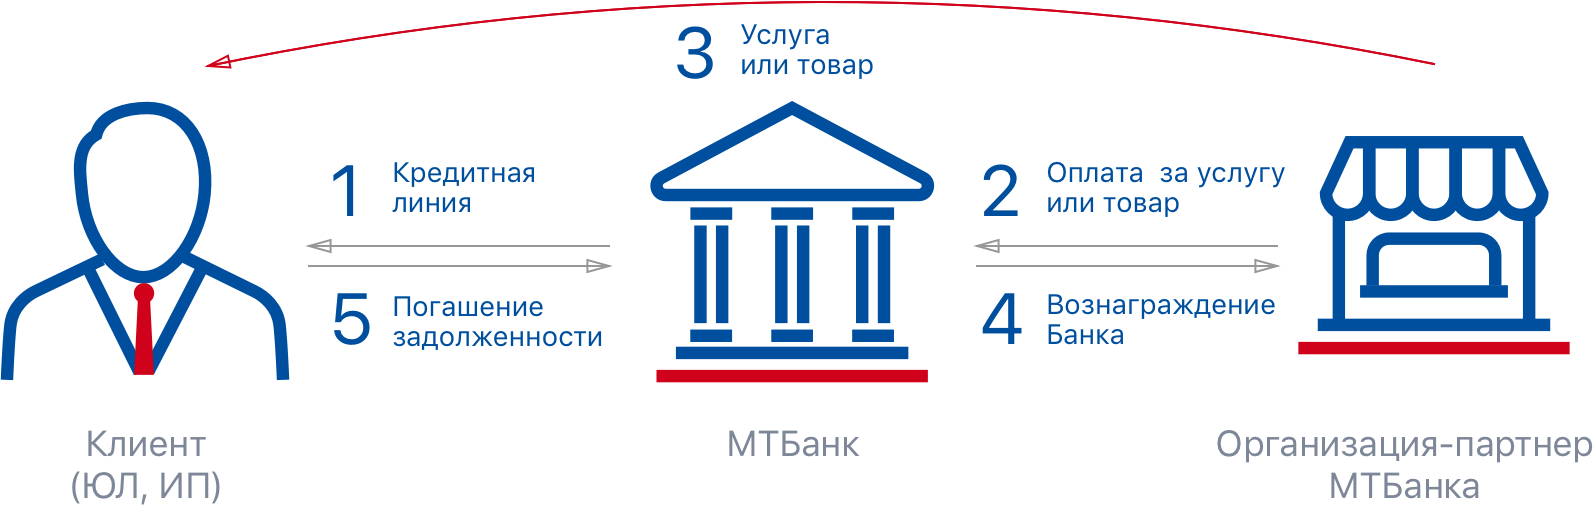 3
Услуга
или товар
1
Кредитная
линия
2
Оплата за услугу
или товар
5
Погашение
задолженности
4
Вознаграждение
Банка
Клиент
(ЮЛ, ИП)
МТБанк
Организация-партнер
МТБанка